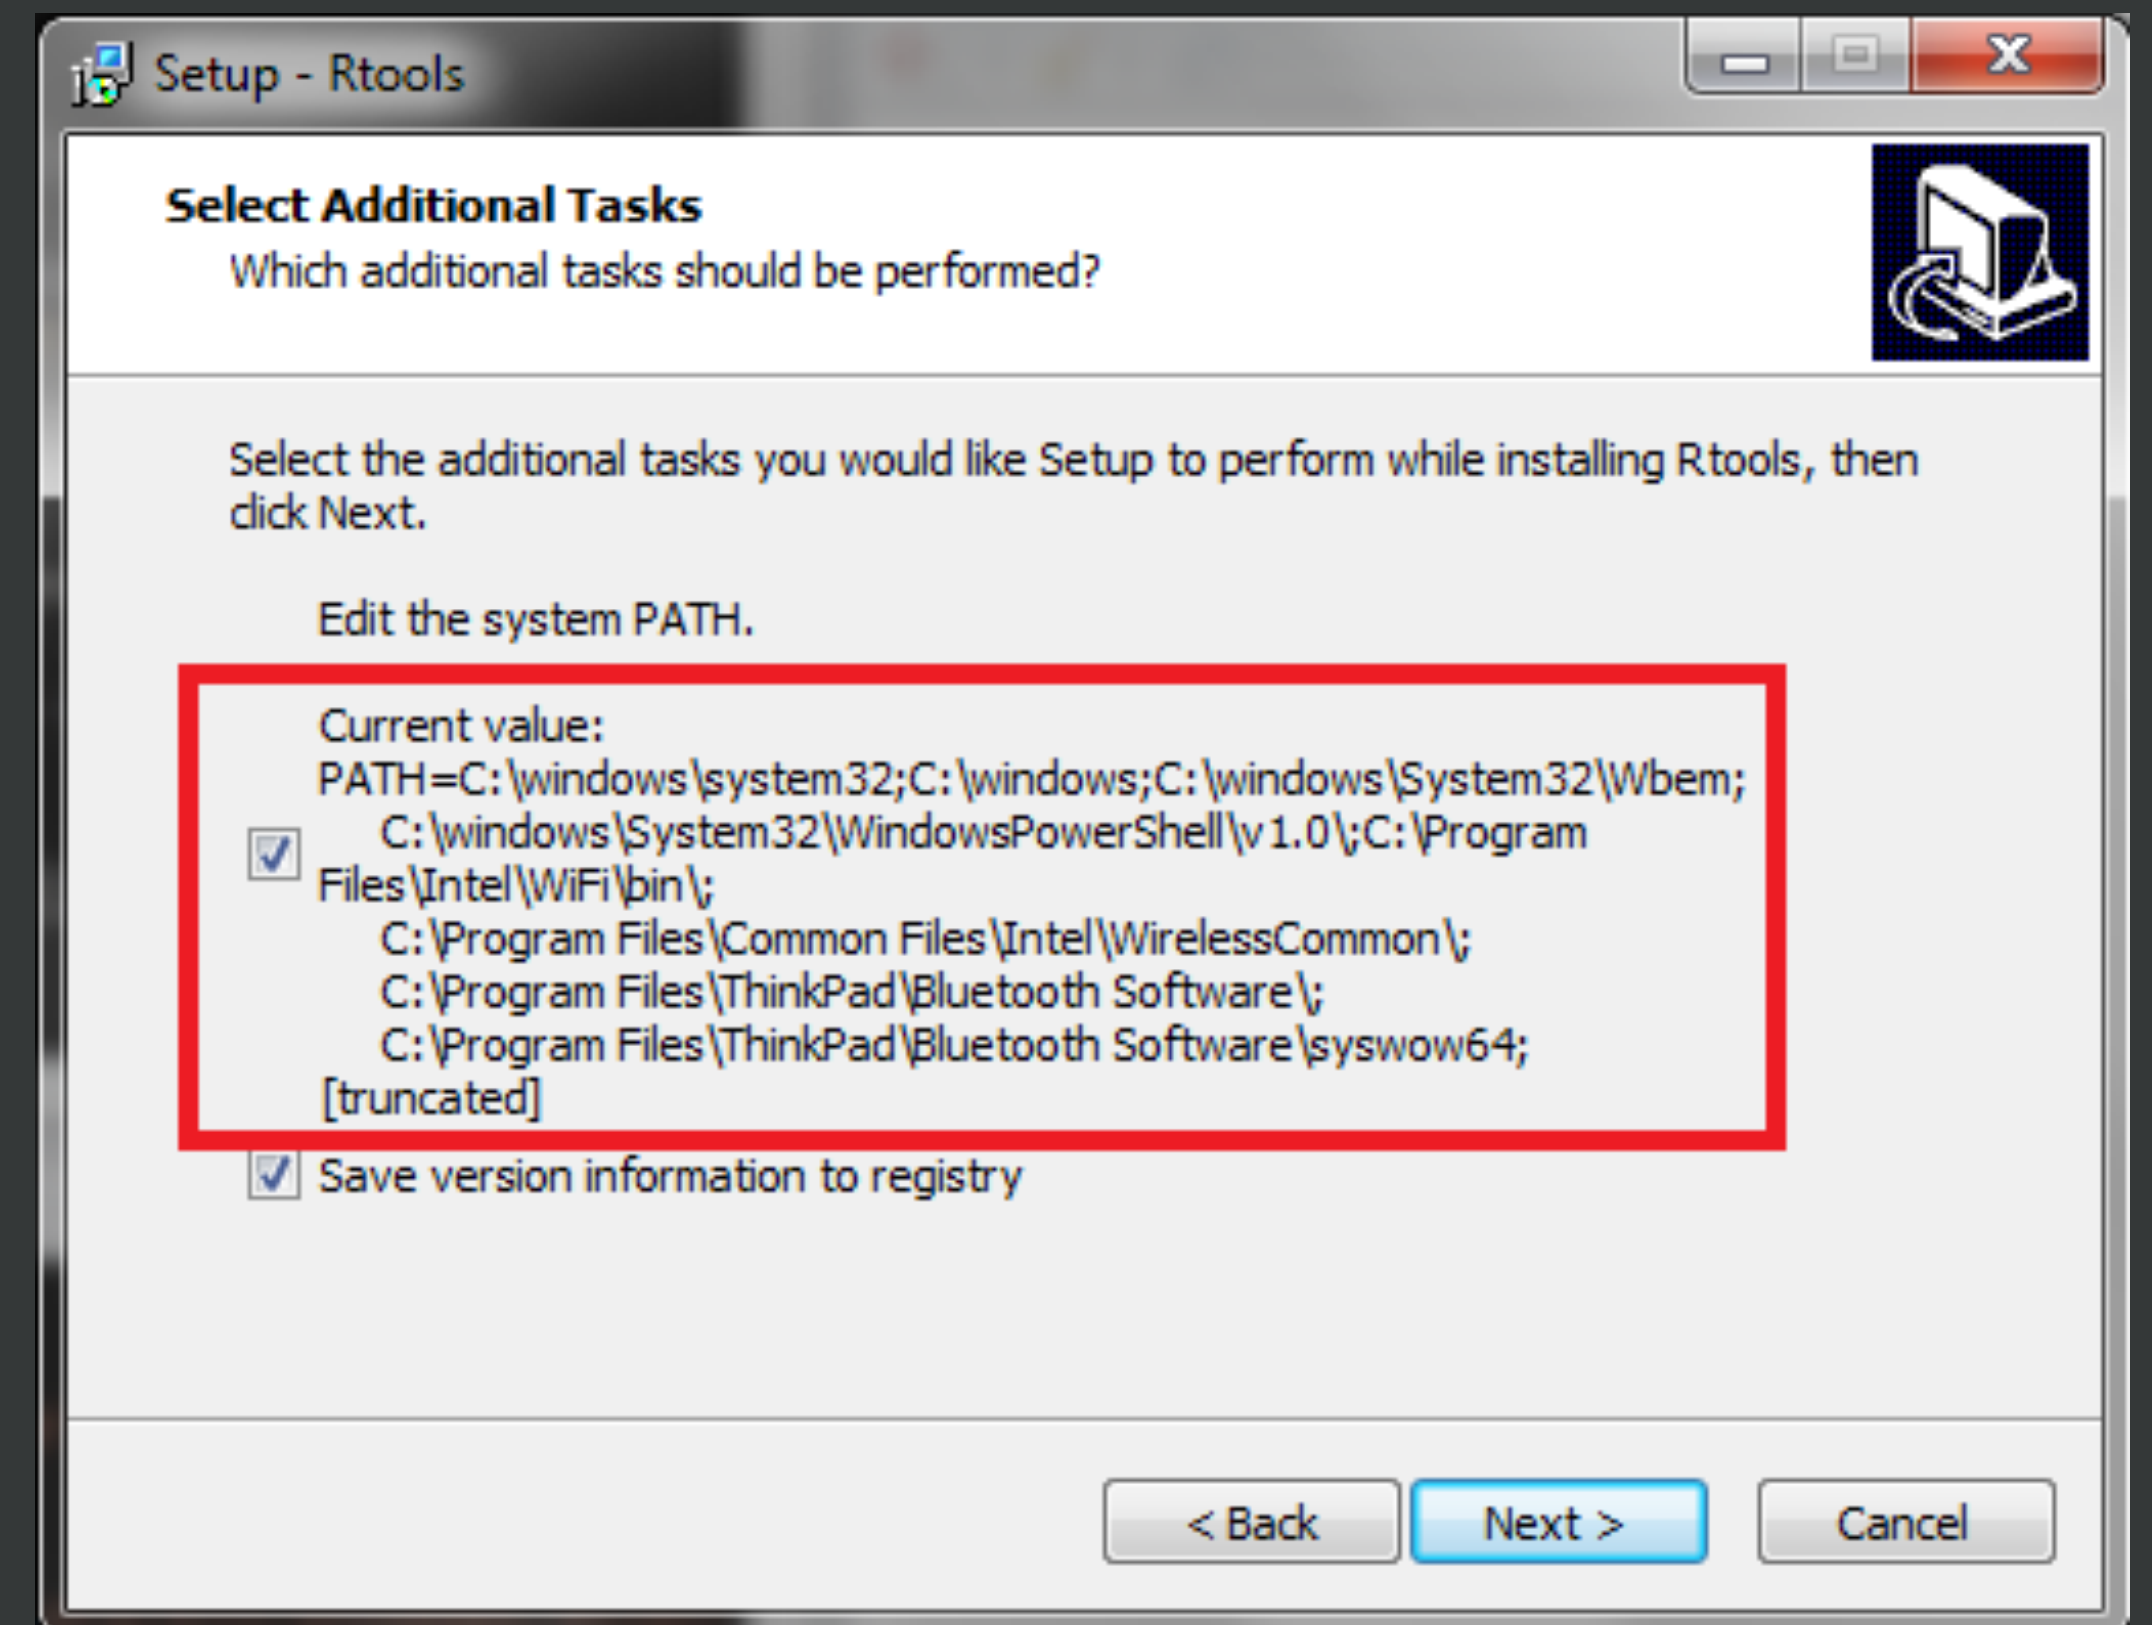 Setup - Rtools
Select Additional Tasks
Which additional tasks should be performed?
Select the additional tasks you would like Setup to perform while installing Rtools, then
click Next.
Edit the system PATH.
Current value:
PATH=C:\windows\system32;C:\windows;C:\windows\System32\Wbem;
C:\windows\System32\WindowsPowerShell\v1.0\;C:\Program
Files\Intel\WiFi\bin\;
C:\Program Files\Common Files\Intel\WirelessCommon\;
C:\Program Files\ThinkPad\Bluetooth Software\;
C:\Program Files\ThinkPad\Bluetooth Software\syswow64;
[truncated]
Save version information to registry
< Back
Next >
Cancel